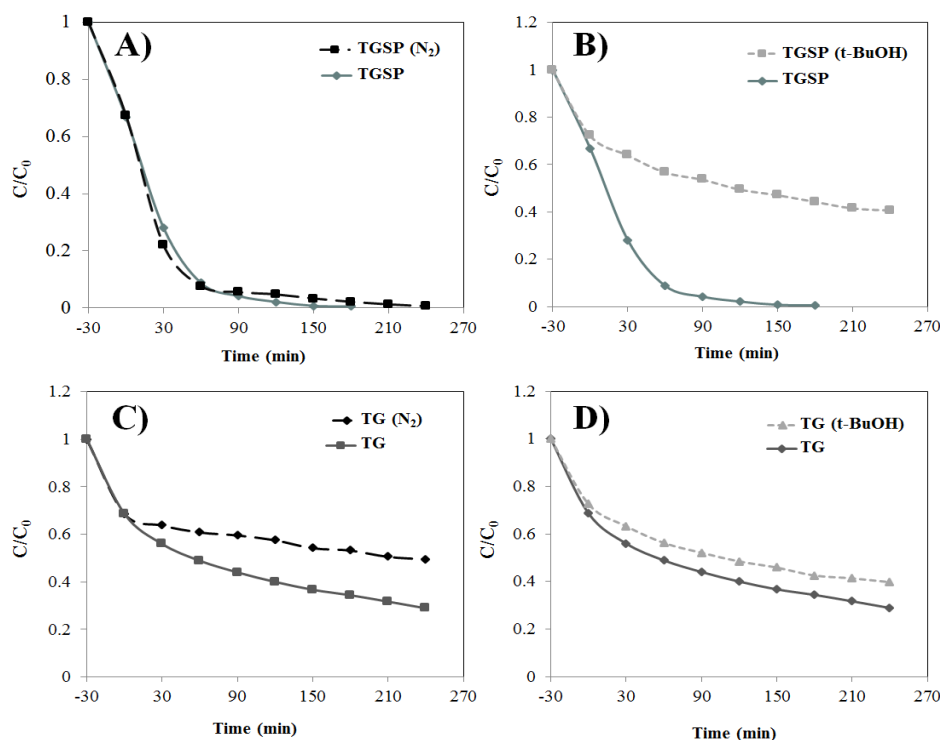 A)
TGSP (N2)
TGSP
C/C0
1
0.8
0.6
0.4
0.2
0
-30 30 90 150 210 270
Time (min)
B)
TGSP (t-BuOH)
TGSP
C/C0
1.2
1
0.8
0.6
0.4
0.2
0
-30 30 90 150 210 270
Time (min)
C)
TG (N2)
TG
C/C0
1.2
1
0.8
0.6
0.4
0.2
0
-30 30 90 150 210 270
Time (min)
D)
TG (t-BuOH)
TG
C/C0
1.2
1
0.8
0.6
0.4
0.2
0
-30 30 90 150 210 270
Time (min)